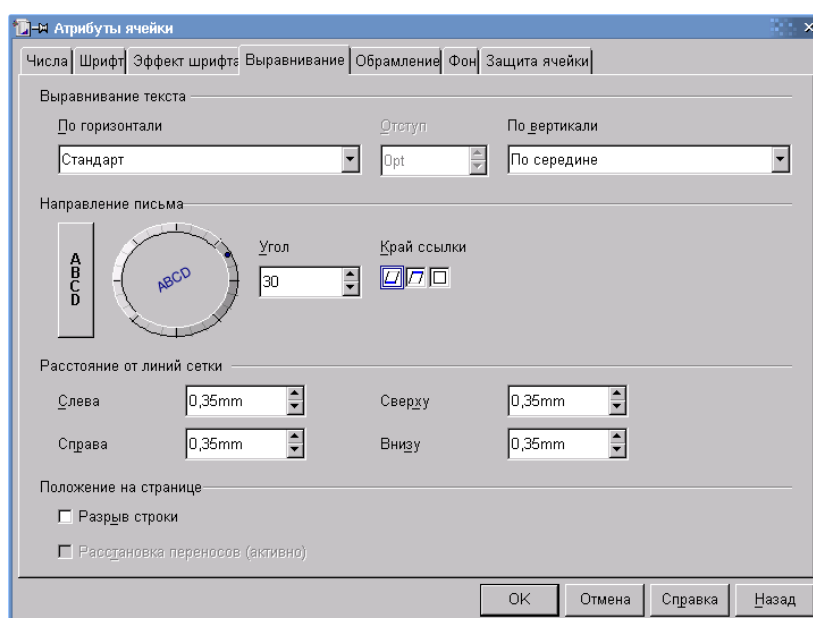 Атрибуты ячейки
Числа Шрифт Эффект шрифта Выравнивание Обрамление Фон Защита ячейки
Выравнивание текста
По горизонтали Отступ По вертикали
Стандарт 0pt По середине
Направление письма
ABCD ABCD Угол Край ссылки
30
Расстояние от линий сетки
Слева 0,35mm Сверху 0,35mm
Справа 0,35mm Внизу 0,35mm
Положение на странице
Разрыв строки
Расстановка переносов (активно)
OK Отмена Справка Назад